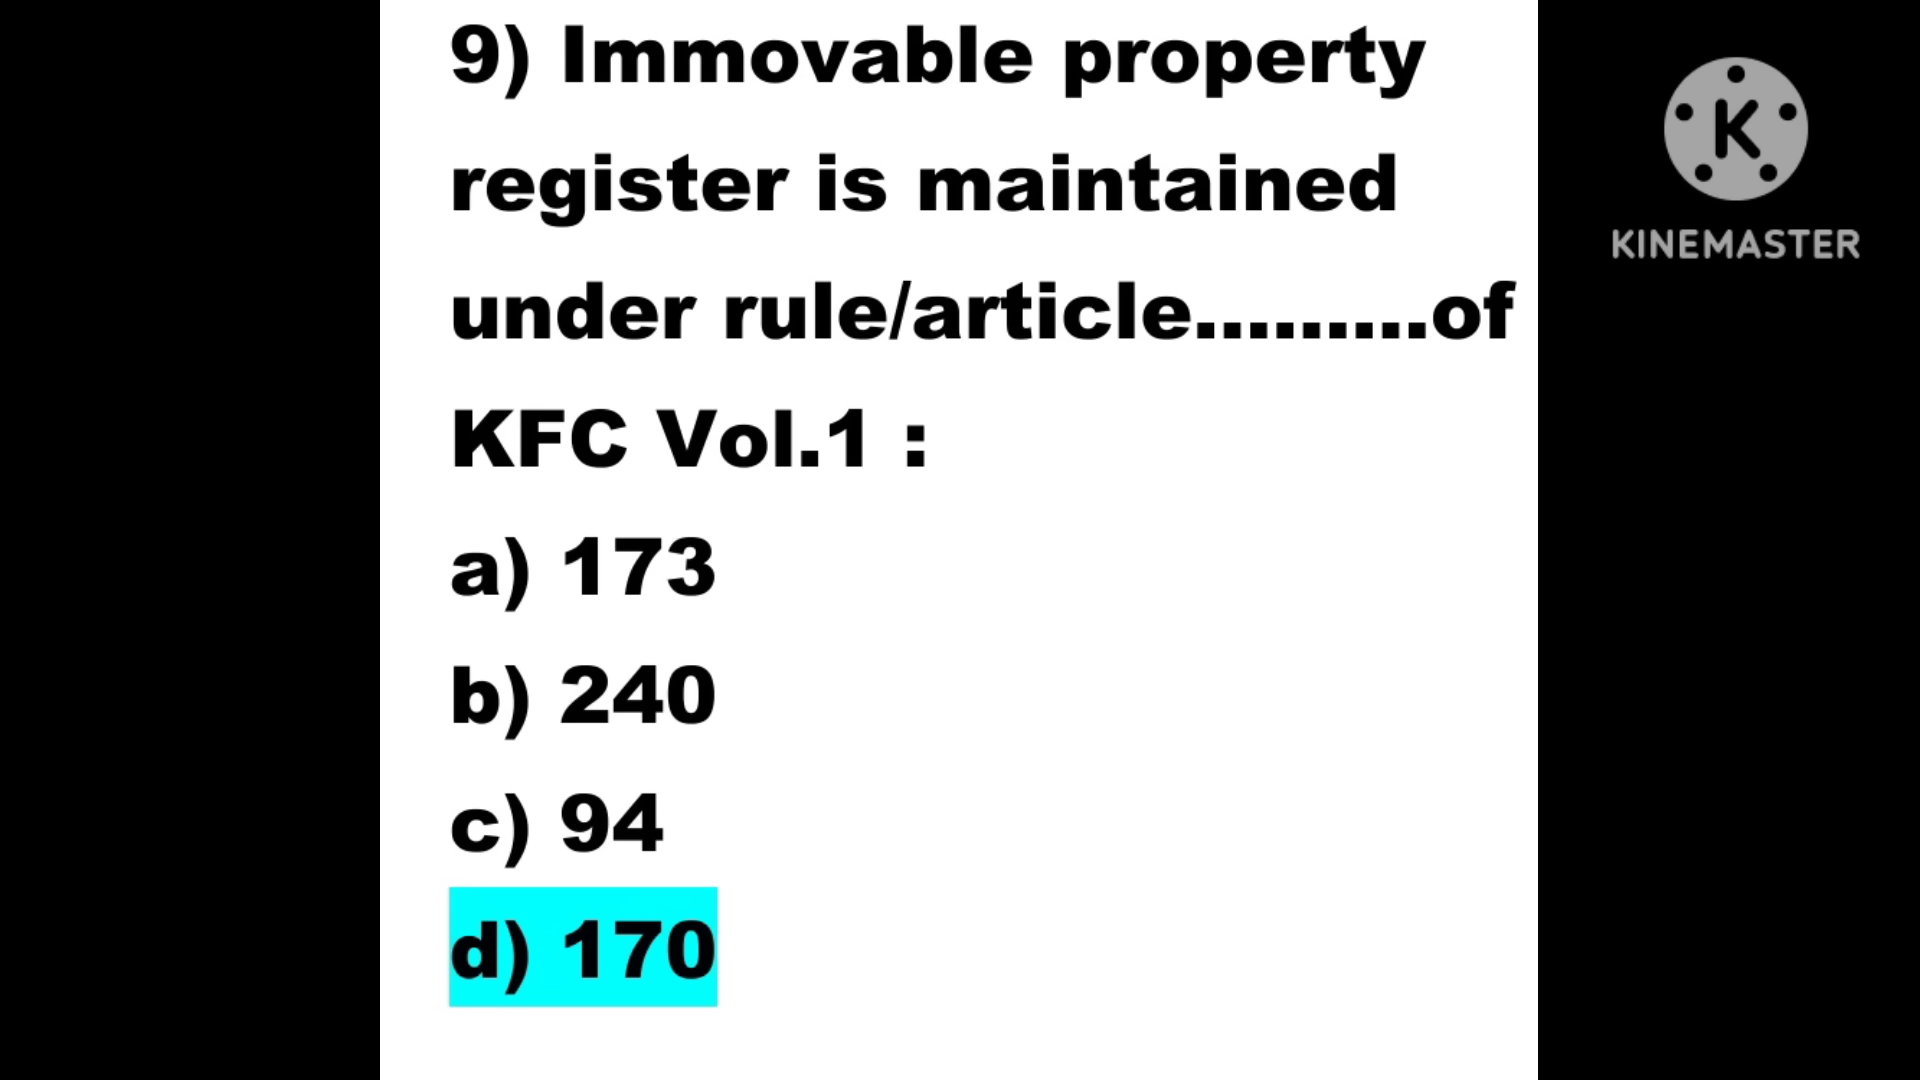 9) Immovable property
register is maintained
under rule/article.........of
KFC Vol.1 :
a) 173
b) 240
c) 94
d) 170
K
KINEMASTER